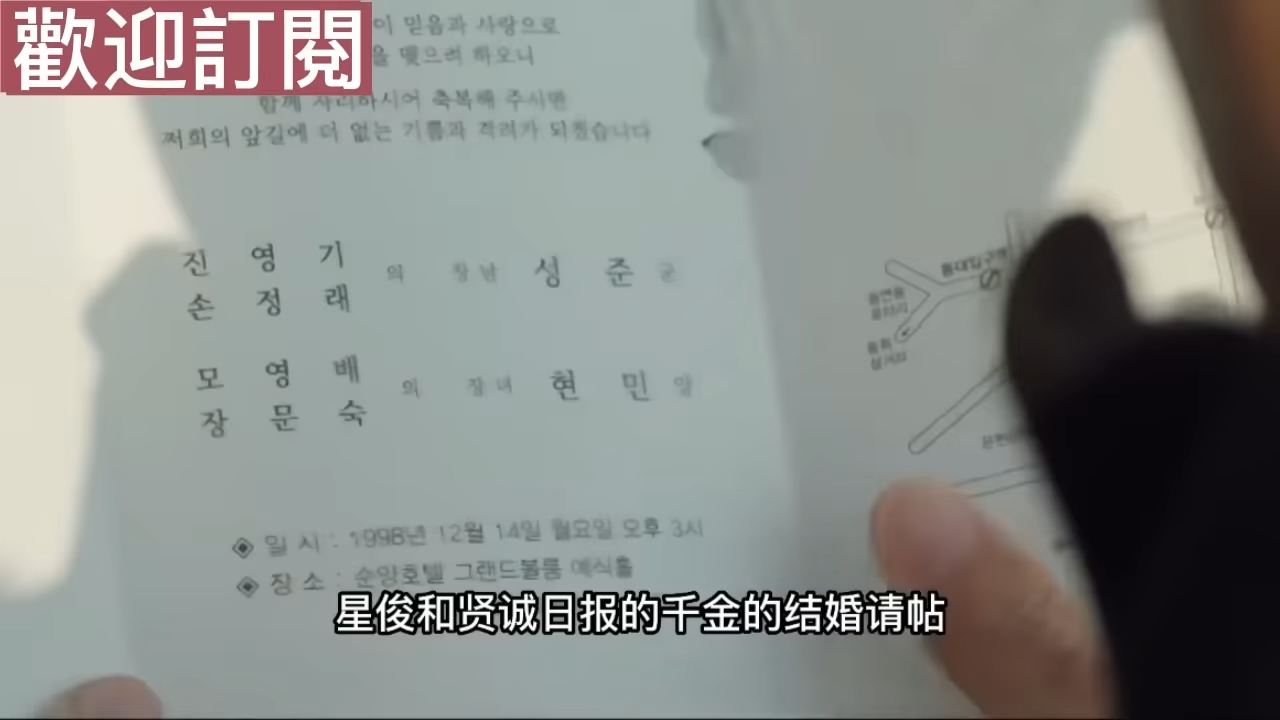 歡迎訂閱
이 믿음과 사랑으로
을 맺으려 하오니
함께 자리하시어 축복해 주시면
저희의 앞길에 더 없는 기쁨과 격려가 되겠습니다
진 영 기
손 정 래
의 장남 성 준 군
모 영 배
장 문 숙
의 장녀 현 민 양
◈ 일 시 : 1998년 12월 14일 월요일 오후 3시
◈ 장 소 : 순양호텔 그랜드볼룸 예식홀
홍대입구역
星俊和贤诚日报的千金的结婚请帖